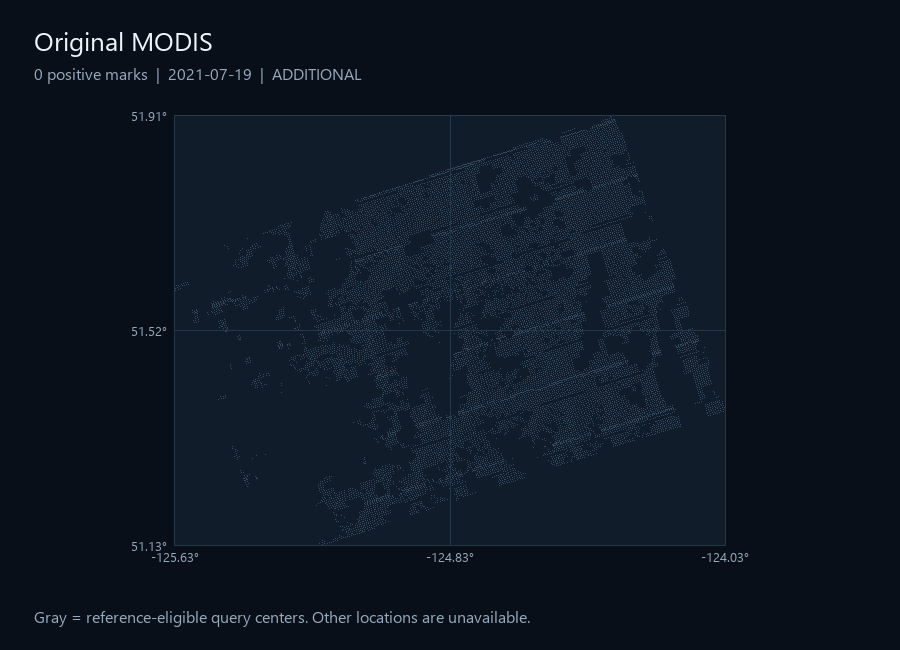 Original MODIS
0 positive marks | 2021-07-19 | ADDITIONAL
51.91°
51.52°
51.13°
-125.63°
-124.83°
-124.03°
Gray = reference-eligible query centers. Other locations are unavailable.